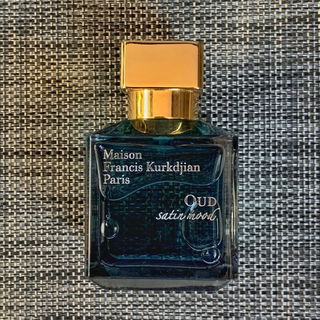 Maison
Francis Kurkdjian
Paris
OUD
satin mood